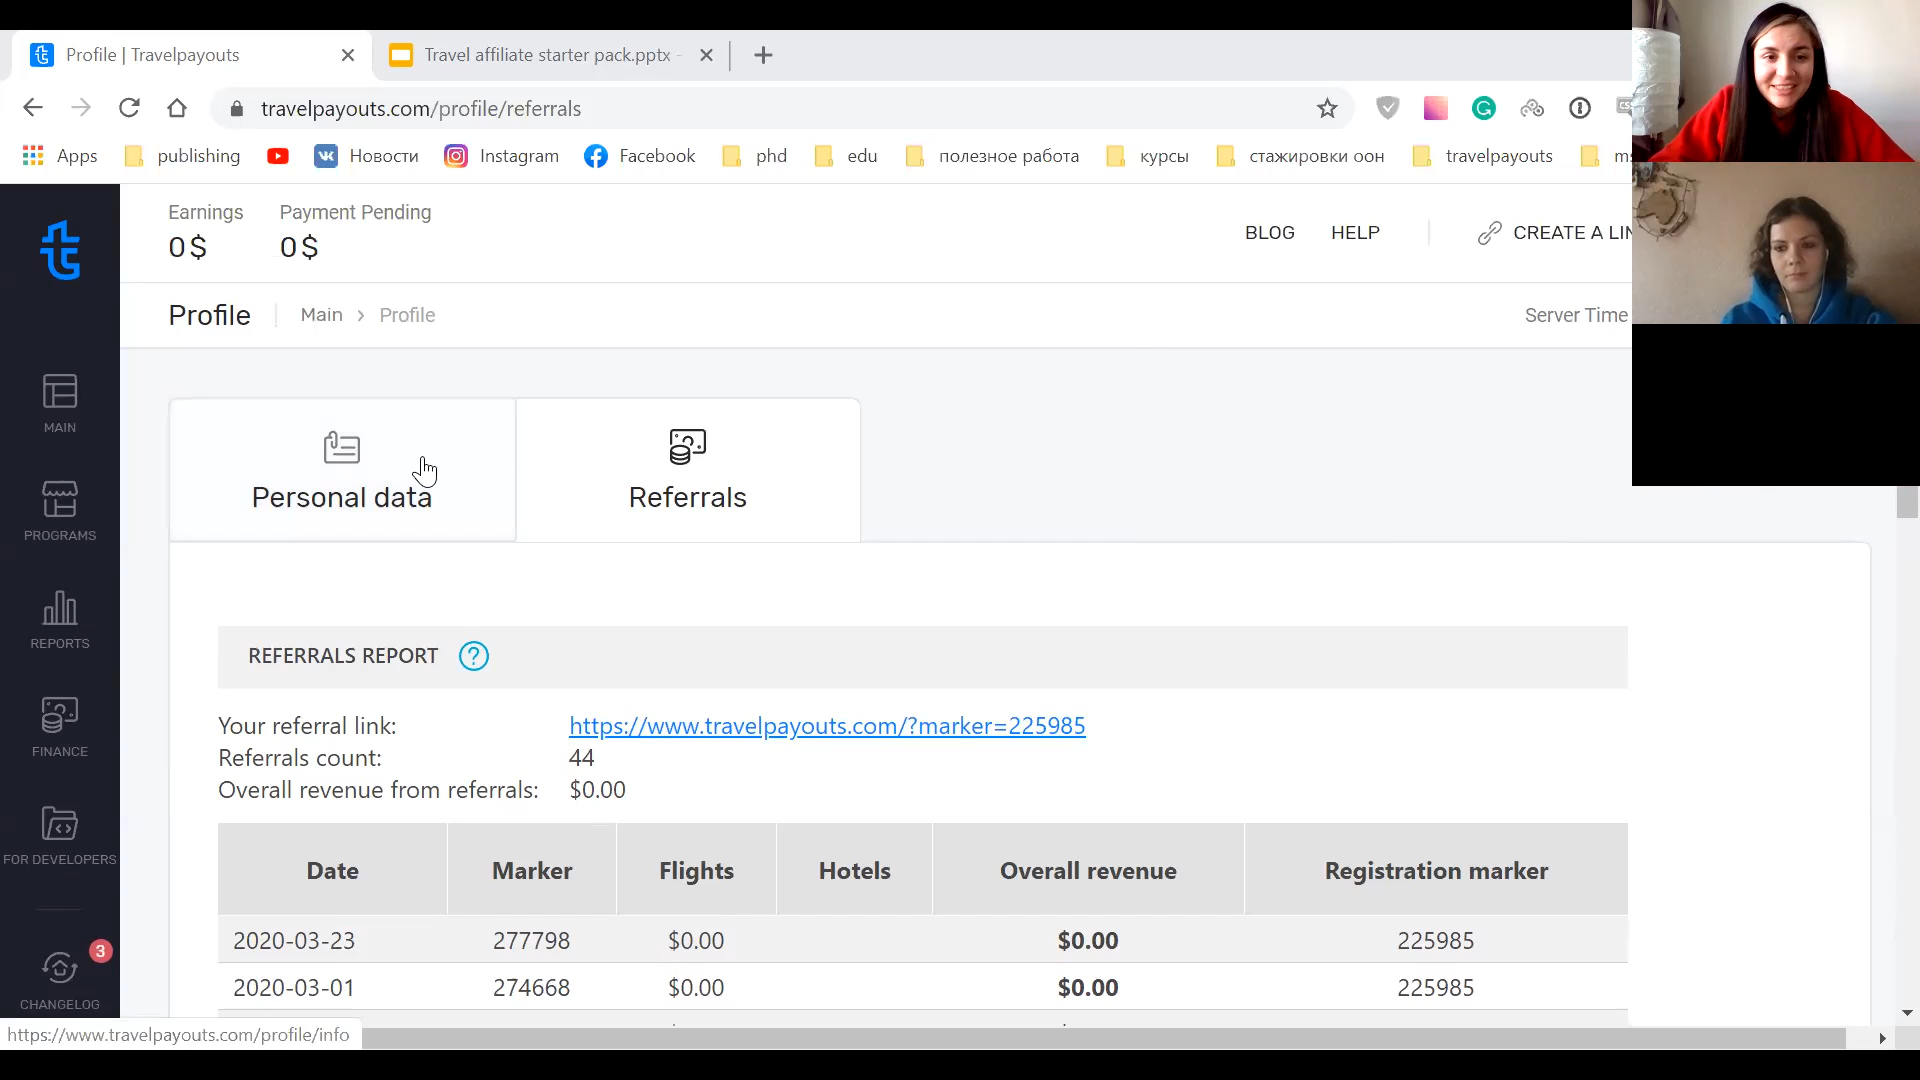 Profile | Travelpayouts
Travel affiliate starter pack.pptx -
travelpayouts.com/profile/referrals
Apps publishing Новости Instagram Facebook phd edu полезное работа курсы стажировки оон travelpayouts
Earnings Payment Pending
0 $ 0 $
BLOG HELP CREATE A LIN
Profile Main > Profile
Server Time
MAIN
PROGRAMS
REPORTS
FINANCE
FOR DEVELOPERS
3
CHANGELOG
Personal data Referrals
REFERRALS REPORT ?
Your referral link: https://www.travelpayouts.com/?marker=225985
Referrals count: 44
Overall revenue from referrals: $0.00
Date Marker Flights Hotels Overall revenue Registration marker
2020-03-23 277798 $0.00 $0.00 225985
2020-03-01 274668 $0.00 $0.00 225985
https://www.travelpayouts.com/profile/info